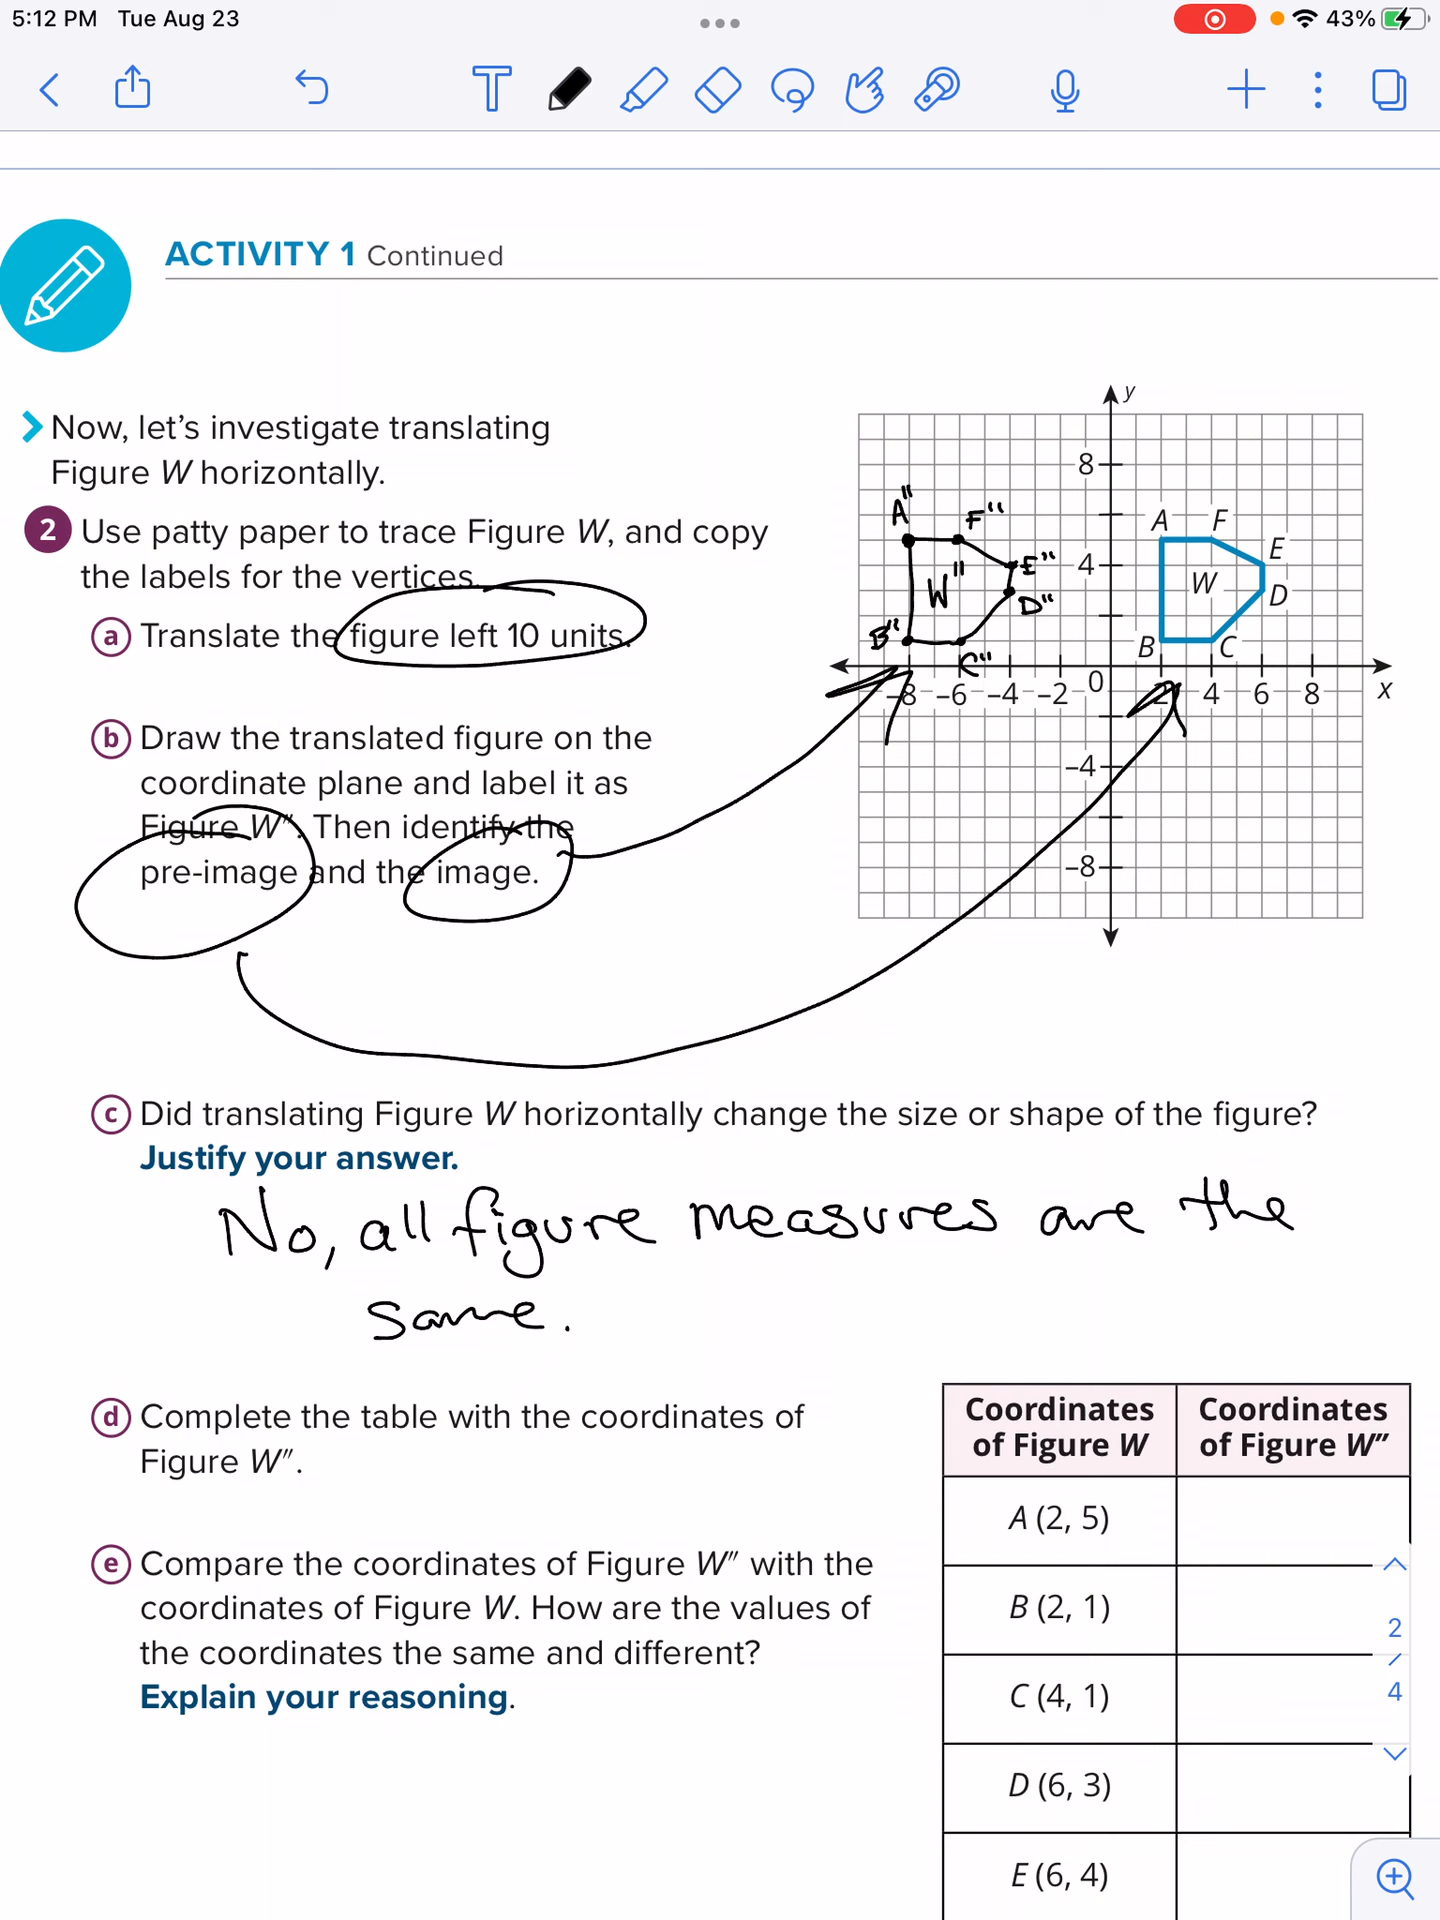 5:12 PM Tue Aug 23
43%
ACTIVITY 1 Continued
Now, let's investigate translating
Figure W horizontally.
2 Use patty paper to trace Figure W, and copy
the labels for the vertices.
a Translate the figure left 10 units.
b Draw the translated figure on the
coordinate plane and label it as
Figure W″. Then identify the
pre-image and the image.
y
8
4
0
-4
-8
-8 -6 -4 -2 2 4 6 8 x
A F
E
W
D
B C
A" F"
E"
W"
D"
B" C"
c Did translating Figure W horizontally change the size or shape of the figure?
Justify your answer.
No, all figure measures are the
same.
d Complete the table with the coordinates of
Figure W″.
e Compare the coordinates of Figure W″ with the
coordinates of Figure W. How are the values of
the coordinates the same and different?
Explain your reasoning.
Coordinates of Figure W
Coordinates of Figure W″
A (2, 5)
B (2, 1)
C (4, 1)
D (6, 3)
E (6, 4)
2
/
4